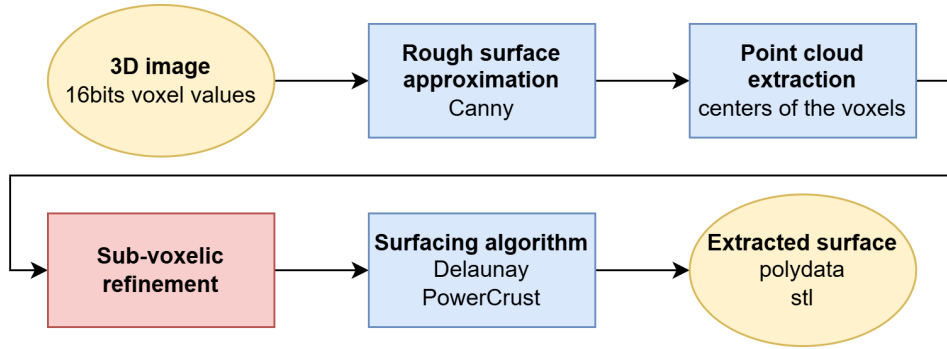 3D image
16bits voxel values
Rough surface
approximation
Canny
Point cloud
extraction
centers of the voxels
Sub-voxelic
refinement
Surfacing algorithm
Delaunay
PowerCrust
Extracted surface
polydata
stl